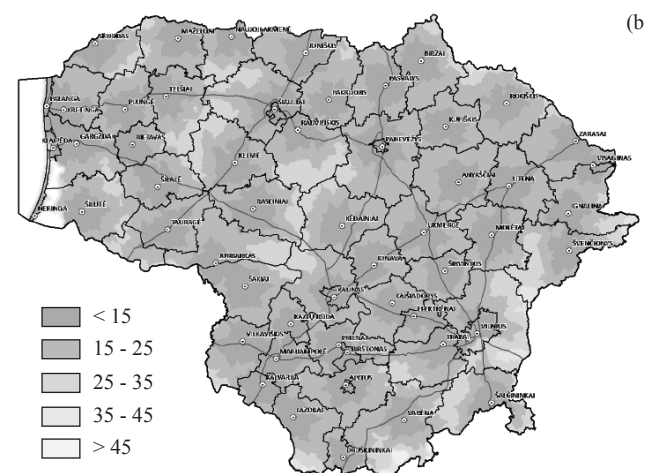 (b
SKUODAS
MAŽEIKIAI
NAUJOJI AKMENĖ
JONIŠKIS
BIRŽAI
PALANGA
KRETINGA
PLUNGĖ
TELŠIAI
ŠIAULIAI
PAKRUOJIS
PASVALYS
ROKIŠKIS
RADVILIŠKIS
KUPIŠKIS
KLAIPĖDA
GARGŽDAI
RIETAVAS
KELMĖ
PANEVĖŽYS
ZARASAI
VISAGINAS
ŠILALĖ
ANYKŠČIAI
UTENA
NERINGA
ŠILUTĖ
TAURAGĖ
RASEINIAI
KĖDAINIAI
UKMERGĖ
MOLĖTAI
IGNALINA
ŠVENČIONYS
JURBARKAS
ŠAKIAI
JONAVA
ŠIRVINTOS
KAUNAS
KAIŠIADORYS
ELEKTRĖNAI
VILNIUS
KAZLŲ RŪDA
VILKAVIŠKIS
PRIENAI
BIRŠTONAS
TRAKAI
MARIJAMPOLĖ
KALVARIJA
ALYTUS
ŠALČININKAI
LAZDIJAI
VARĖNA
DRUSKININKAI
< 15
15 - 25
25 - 35
35 - 45
> 45